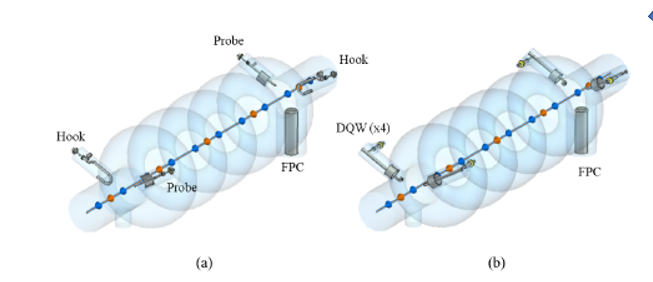 Probe
Hook
Hook
Probe
FPC
DQW (x4)
FPC
(a)
(b)